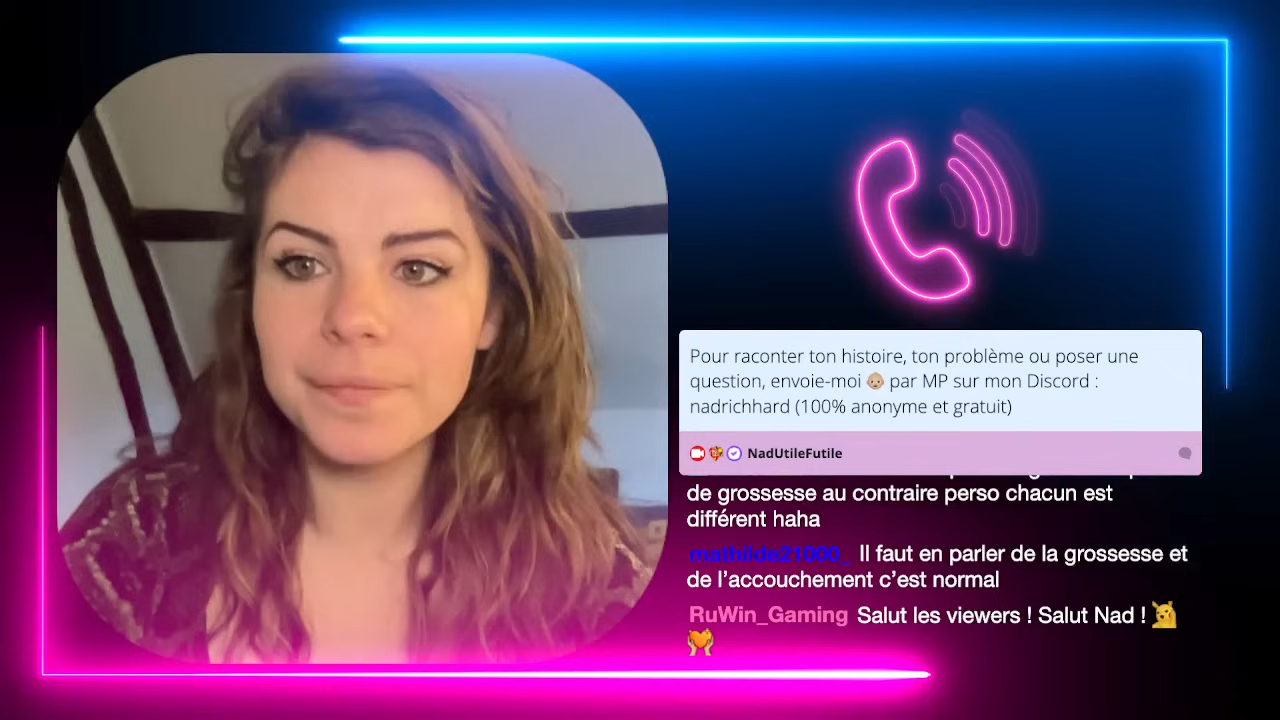 Pour raconter ton histoire, ton problème ou poser une
question, envoie-moi 👶🏼 par MP sur mon Discord :
nadrichhard (100% anonyme et gratuit)
NadUtileFutile
de grossesse au contraire perso chacun est
différent haha
mathilde21000_ Il faut en parler de la grossesse et
de l’accouchement c’est normal
RuWin_Gaming Salut les viewers ! Salut Nad !